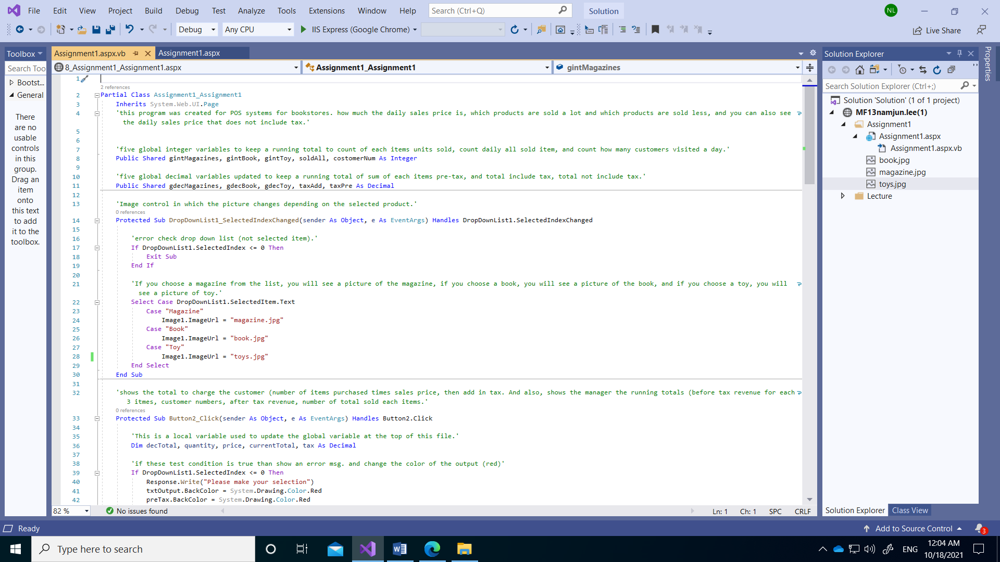 File Edit View Project Build Debug Test Analyze Tools Extensions Window Help Search (Ctrl+Q) Solution NL
Debug Any CPU IIS Express (Google Chrome) Live Share
Toolbox
Search Too
Boots...
General
There are no usable controls in this group. Drag an item onto this text to add it to the toolbox.
Assignment1.aspx.vb Assignment1.aspx
8_Assignment1_Assignment1.aspx Assignment1_Assignment1 gintMagazines
1
2 references
2 Partial Class Assignment1_Assignment1
3 Inherits System.Web.UI.Page
4 'this program was created for POS systems for bookstores. how much the daily sales price is, which products are sold a lot and which products are sold less, and you can also see
the daily sales price that does not include tax.'
5
6
7 'five global integer variables to keep a running total to count of each items units sold, count daily all sold item, and count how many customers visited a day.'
8 Public Shared gintMagazines, gintBook, gintToy, soldAll, costomerNum As Integer
9
10 'five global decimal variables updated to keep a running total of sum of each items pre-tax, and total include tax, total not include tax.'
11 Public Shared gdecMagazines, gdecBook, gdecToy, taxAdd, taxPre As Decimal
12
13 'Image control in which the picture changes depending on the selected product.'
0 references
14 Protected Sub DropDownList1_SelectedIndexChanged(sender As Object, e As EventArgs) Handles DropDownList1.SelectedIndexChanged
15
16 'error check drop down list (not selected item).'
17 If DropDownList1.SelectedIndex <= 0 Then
18 Exit Sub
19 End If
20
21 'If you choose a magazine from the list, you will see a picture of the magazine, if you choose a book, you will see a picture of the book, and if you choose a toy, you will
see a picture of toy.'
22 Select Case DropDownList1.SelectedItem.Text
23 Case "Magazine"
24 Image1.ImageUrl = "magazine.jpg"
25 Case "Book"
26 Image1.ImageUrl = "book.jpg"
27 Case "Toy"
28 Image1.ImageUrl = "toys.jpg"
29 End Select
30 End Sub
31
32 'shows the total to charge the customer (number of items purchased times sales price, then add in tax. And also, shows the manager the running totals (before tax revenue for each
3 itmes, customer numbers, after tax revenue, number of total sold each items.'
0 references
33 Protected Sub Button2_Click(sender As Object, e As EventArgs) Handles Button2.Click
34
35 'This is a local variable used to update the global variable at the top of this file.'
36 Dim decTotal, quantity, price, currentTotal, tax As Decimal
37
38 'if these test condition is true than show an error msg. and change the color of the output (red)'
39 If DropDownList1.SelectedIndex <= 0 Then
40 Response.Write("Please make your selection")
41 txtOutput.BackColor = System.Drawing.Color.Red
42 preTax.BackColor = System.Drawing.Color.Red
82 % No issues found Ln: 1 Ch: 1 SPC CRLF
Solution Explorer
Search Solution Explorer (Ctrl+;)
Solution 'Solution' (1 of 1 project)
MF13namjun.lee(1)
Assignment1
Assignment1.aspx
Assignment1.aspx.vb
book.jpg
magazine.jpg
toys.jpg
Lecture
Solution Explorer Class View
Properties
Ready Add to Source Control 3
Type here to search
ENG
12:04 AM
10/18/2021